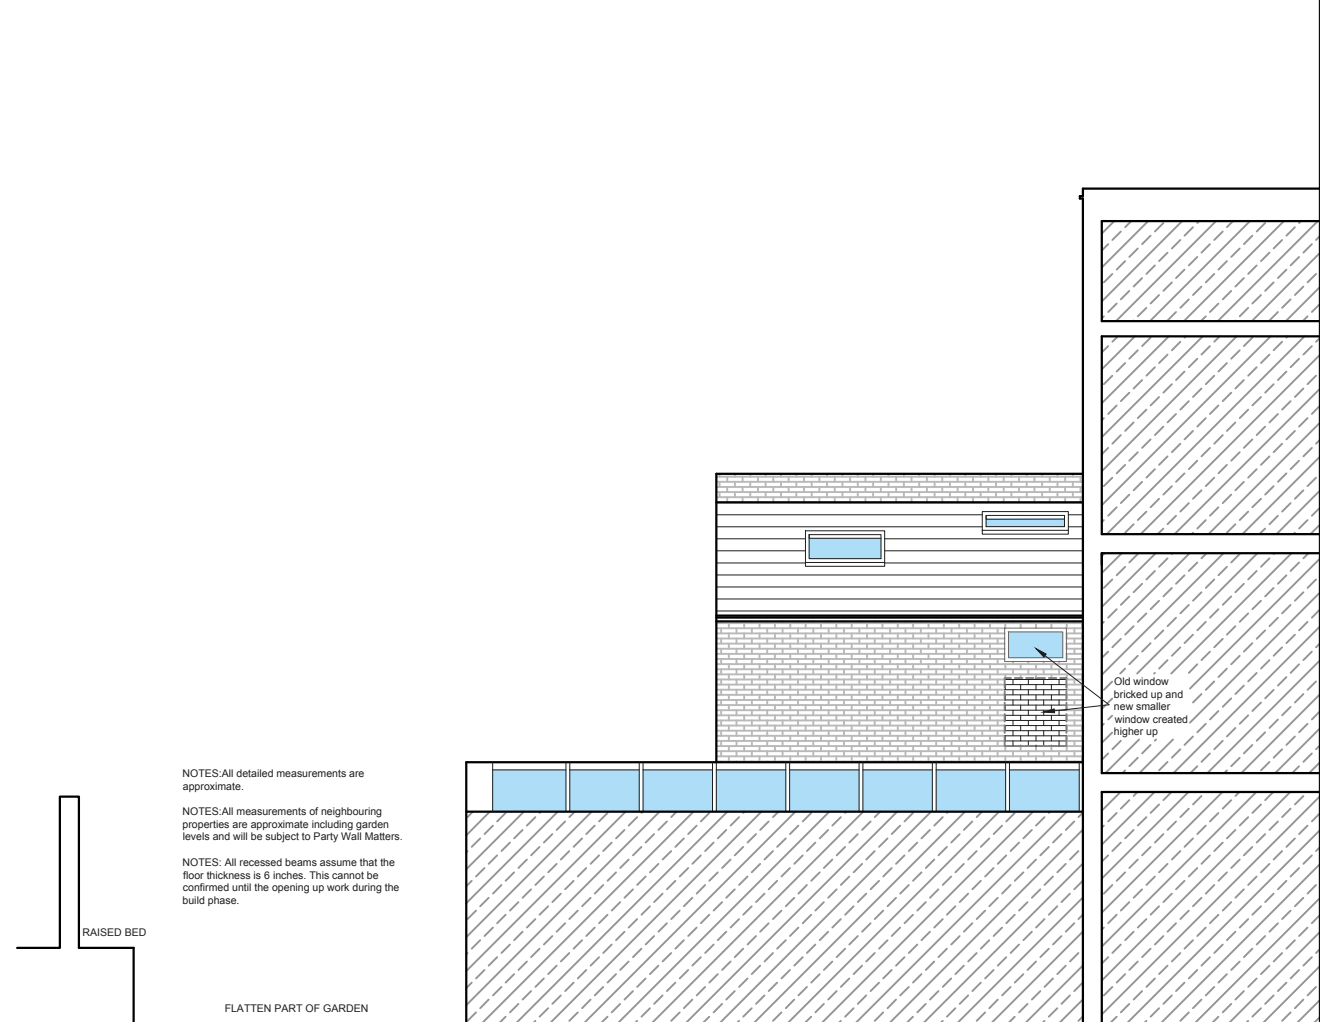 Old window
bricked up and
new smaller
window created
higher up
NOTES:All detailed measurements are
approximate.
NOTES:All measurements of neighbouring
properties are approximate including garden
levels and will be subject to Party Wall Matters.
NOTES: All recessed beams assume that the
floor thickness is 6 inches. This cannot be
confirmed until the opening up work during the
build phase.
RAISED BED
FLATTEN PART OF GARDEN